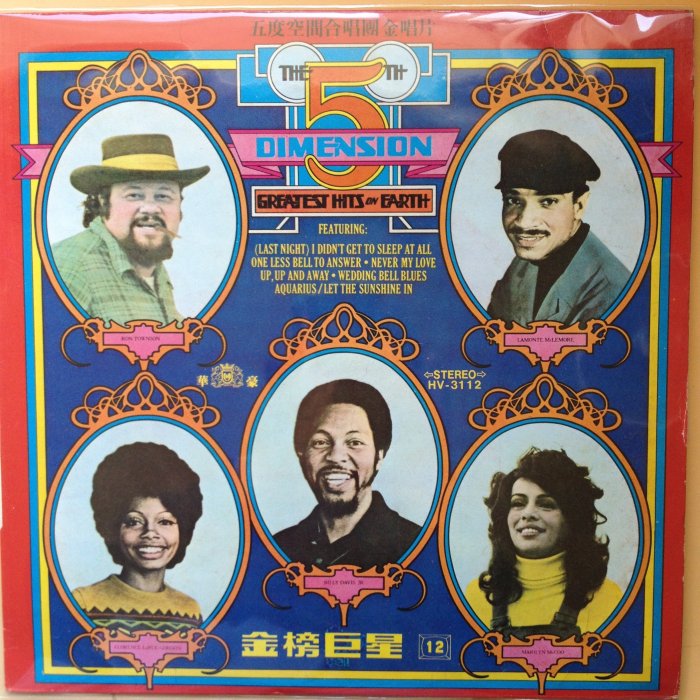 五度空間合唱團 金唱片
THE 5TH
DIMENSION
GREATEST HITS ON EARTH
FEATURING:
(LAST NIGHT) I DIDN'T GET TO SLEEP AT ALL
ONE LESS BELL TO ANSWER • NEVER MY LOVE
UP, UP AND AWAY • WEDDING BELL BLUES
AQUARIUS/LET THE SUNSHINE IN
RON TOWNSON
LAMONTE McLEMORE
華 豪
⇦STEREO⇨
HV-3112
BILLY DAVIS JR.
FLORENCE LaRUE GORDON
MARILYN McCOO
金榜巨星 12